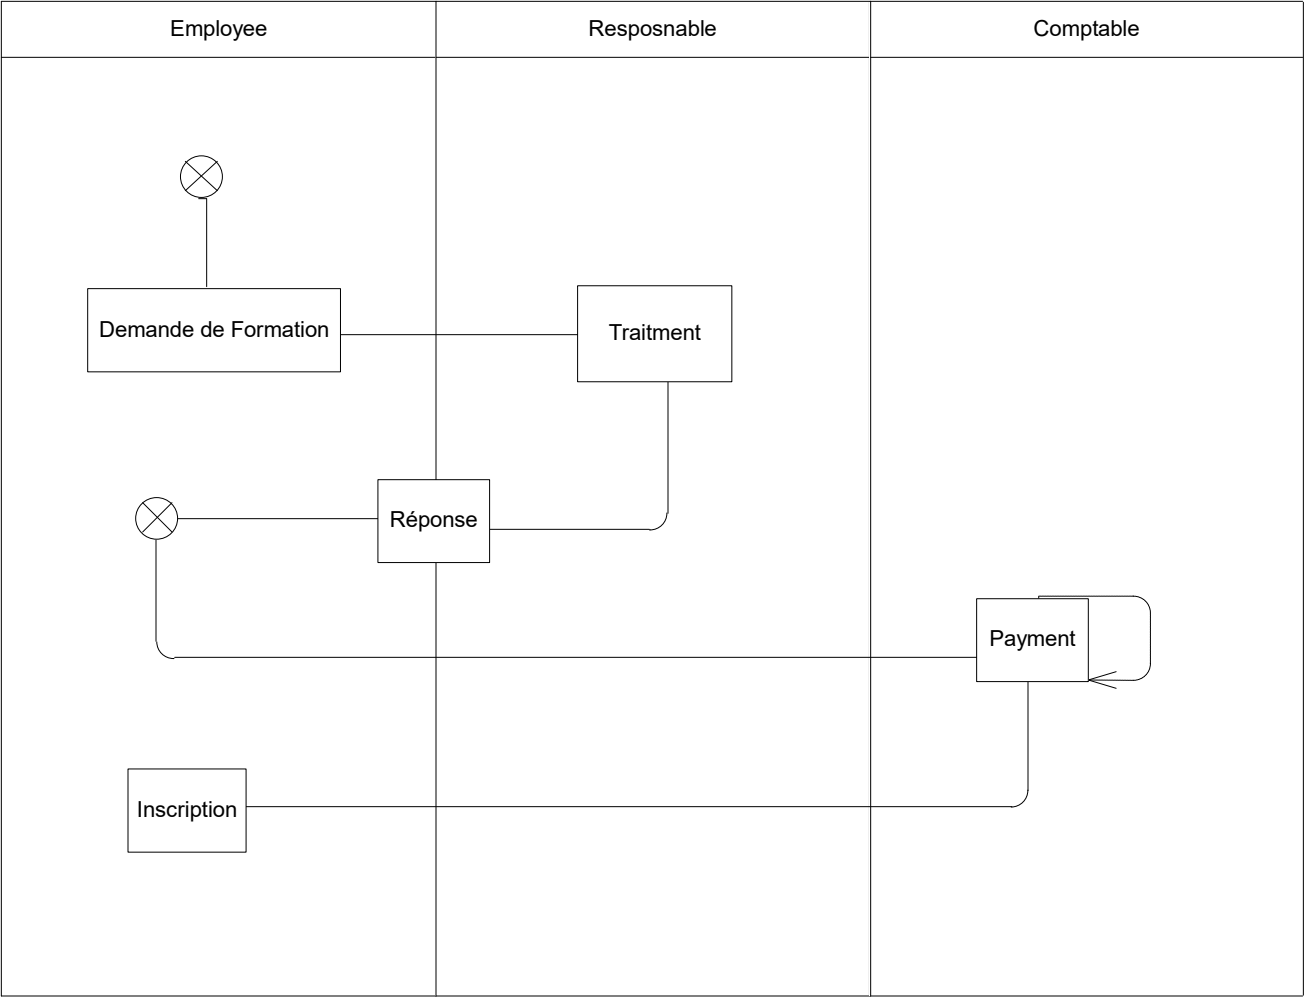 Employee
Resposnable
Comptable
Demande de Formation
Traitment
Réponse
Payment
Inscription